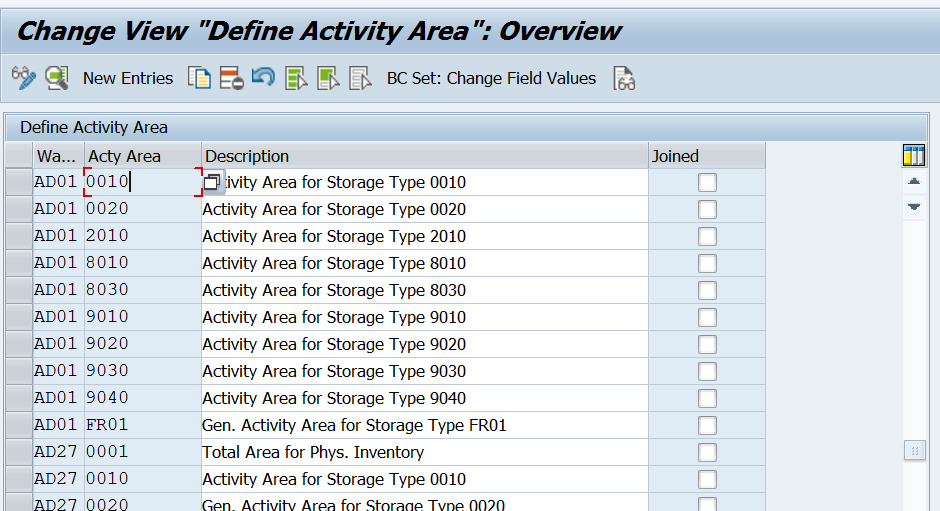 Change View "Define Activity Area": Overview
New Entries BC Set: Change Field Values
Define Activity Area
Wa... Acty Area Description Joined
AD01 0010 tivity Area for Storage Type 0010
AD01 0020 Activity Area for Storage Type 0020
AD01 2010 Activity Area for Storage Type 2010
AD01 8010 Activity Area for Storage Type 8010
AD01 8030 Activity Area for Storage Type 8030
AD01 9010 Activity Area for Storage Type 9010
AD01 9020 Activity Area for Storage Type 9020
AD01 9030 Activity Area for Storage Type 9030
AD01 9040 Activity Area for Storage Type 9040
AD01 FR01 Gen. Activity Area for Storage Type FR01
AD27 0001 Total Area for Phys. Inventory
AD27 0010 Activity Area for Storage Type 0010
AD27 0020 Gen. Activity Area for Storage Type 0020